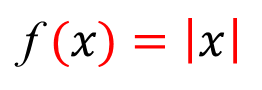 f(x) = |x|